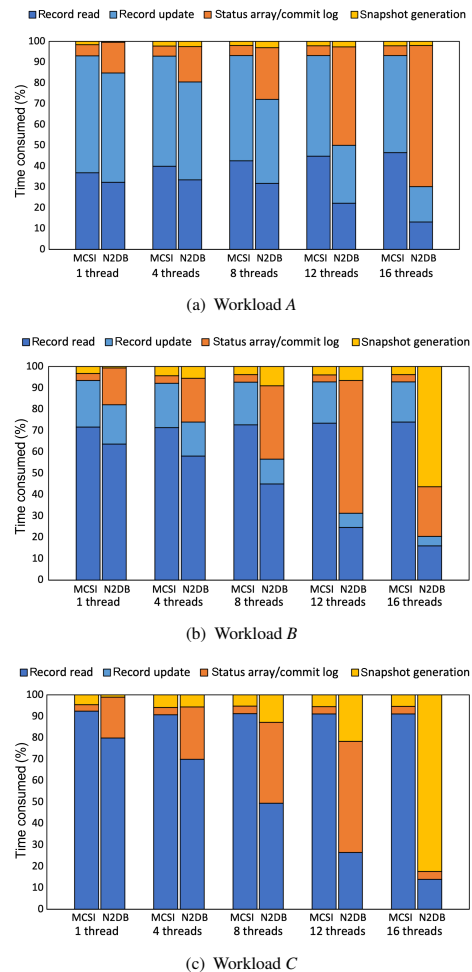 Record read Record update Status array/commit log Snapshot generation
Time consumed (%)
100
90
80
70
60
50
40
30
20
10
0
MCSI N2DB MCSI N2DB MCSI N2DB MCSI N2DB MCSI N2DB
1 thread 4 threads 8 threads 12 threads 16 threads
(a) Workload A
Record read Record update Status array/commit log Snapshot generation
Time consumed (%)
100
90
80
70
60
50
40
30
20
10
0
MCSI N2DB MCSI N2DB MCSI N2DB MCSI N2DB MCSI N2DB
1 thread 4 threads 8 threads 12 threads 16 threads
(b) Workload B
Record read Record update Status array/commit log Snapshot generation
Time consumed (%)
100
90
80
70
60
50
40
30
20
10
0
MCSI N2DB MCSI N2DB MCSI N2DB MCSI N2DB MCSI N2DB
1 thread 4 threads 8 threads 12 threads 16 threads
(c) Workload C